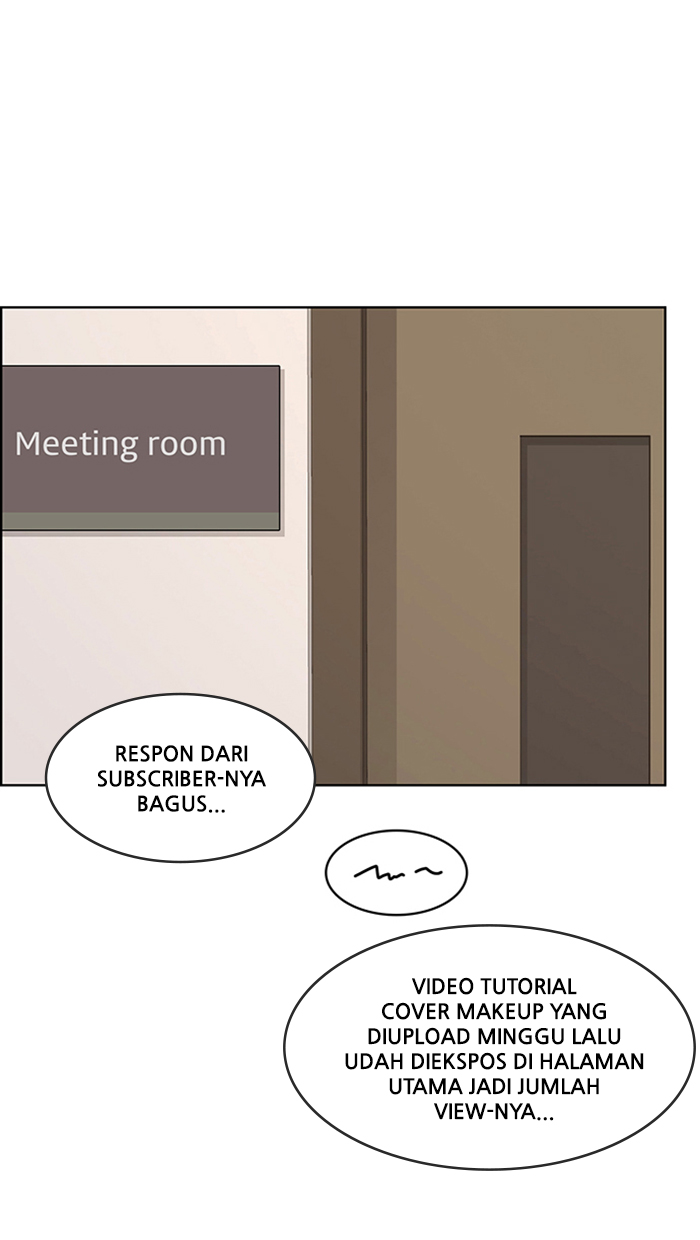 Meeting room
RESPON DARI
SUBSCRIBER-NYA
BAGUS...
VIDEO TUTORIAL
COVER MAKEUP YANG
DIUPLOAD MINGGU LALU
UDAH DIEKSPOS DI HALAMAN
UTAMA JADI JUMLAH
VIEW-NYA...